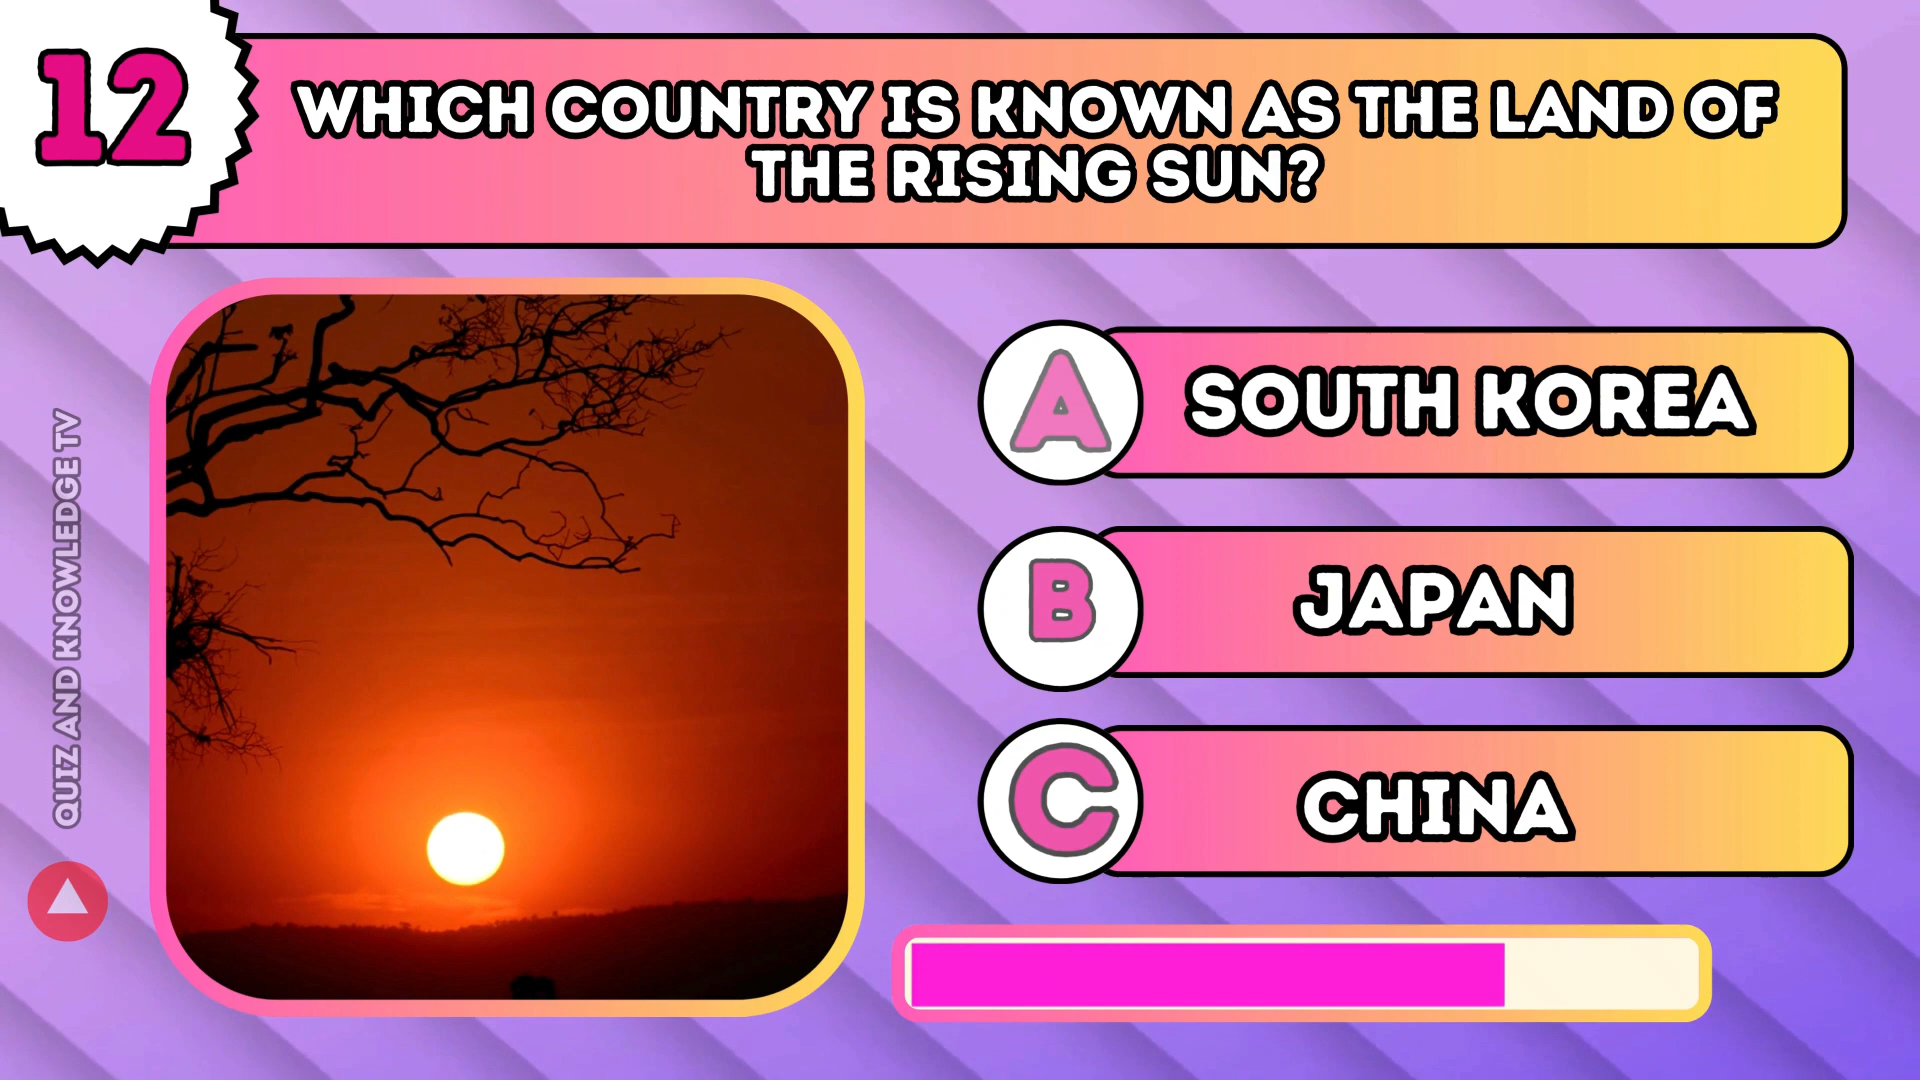 12
WHICH COUNTRY IS KNOWN AS THE LAND OF
THE RISING SUN?
A SOUTH KOREA
B JAPAN
C CHINA
QUIZ AND KNOWLEDGE TV